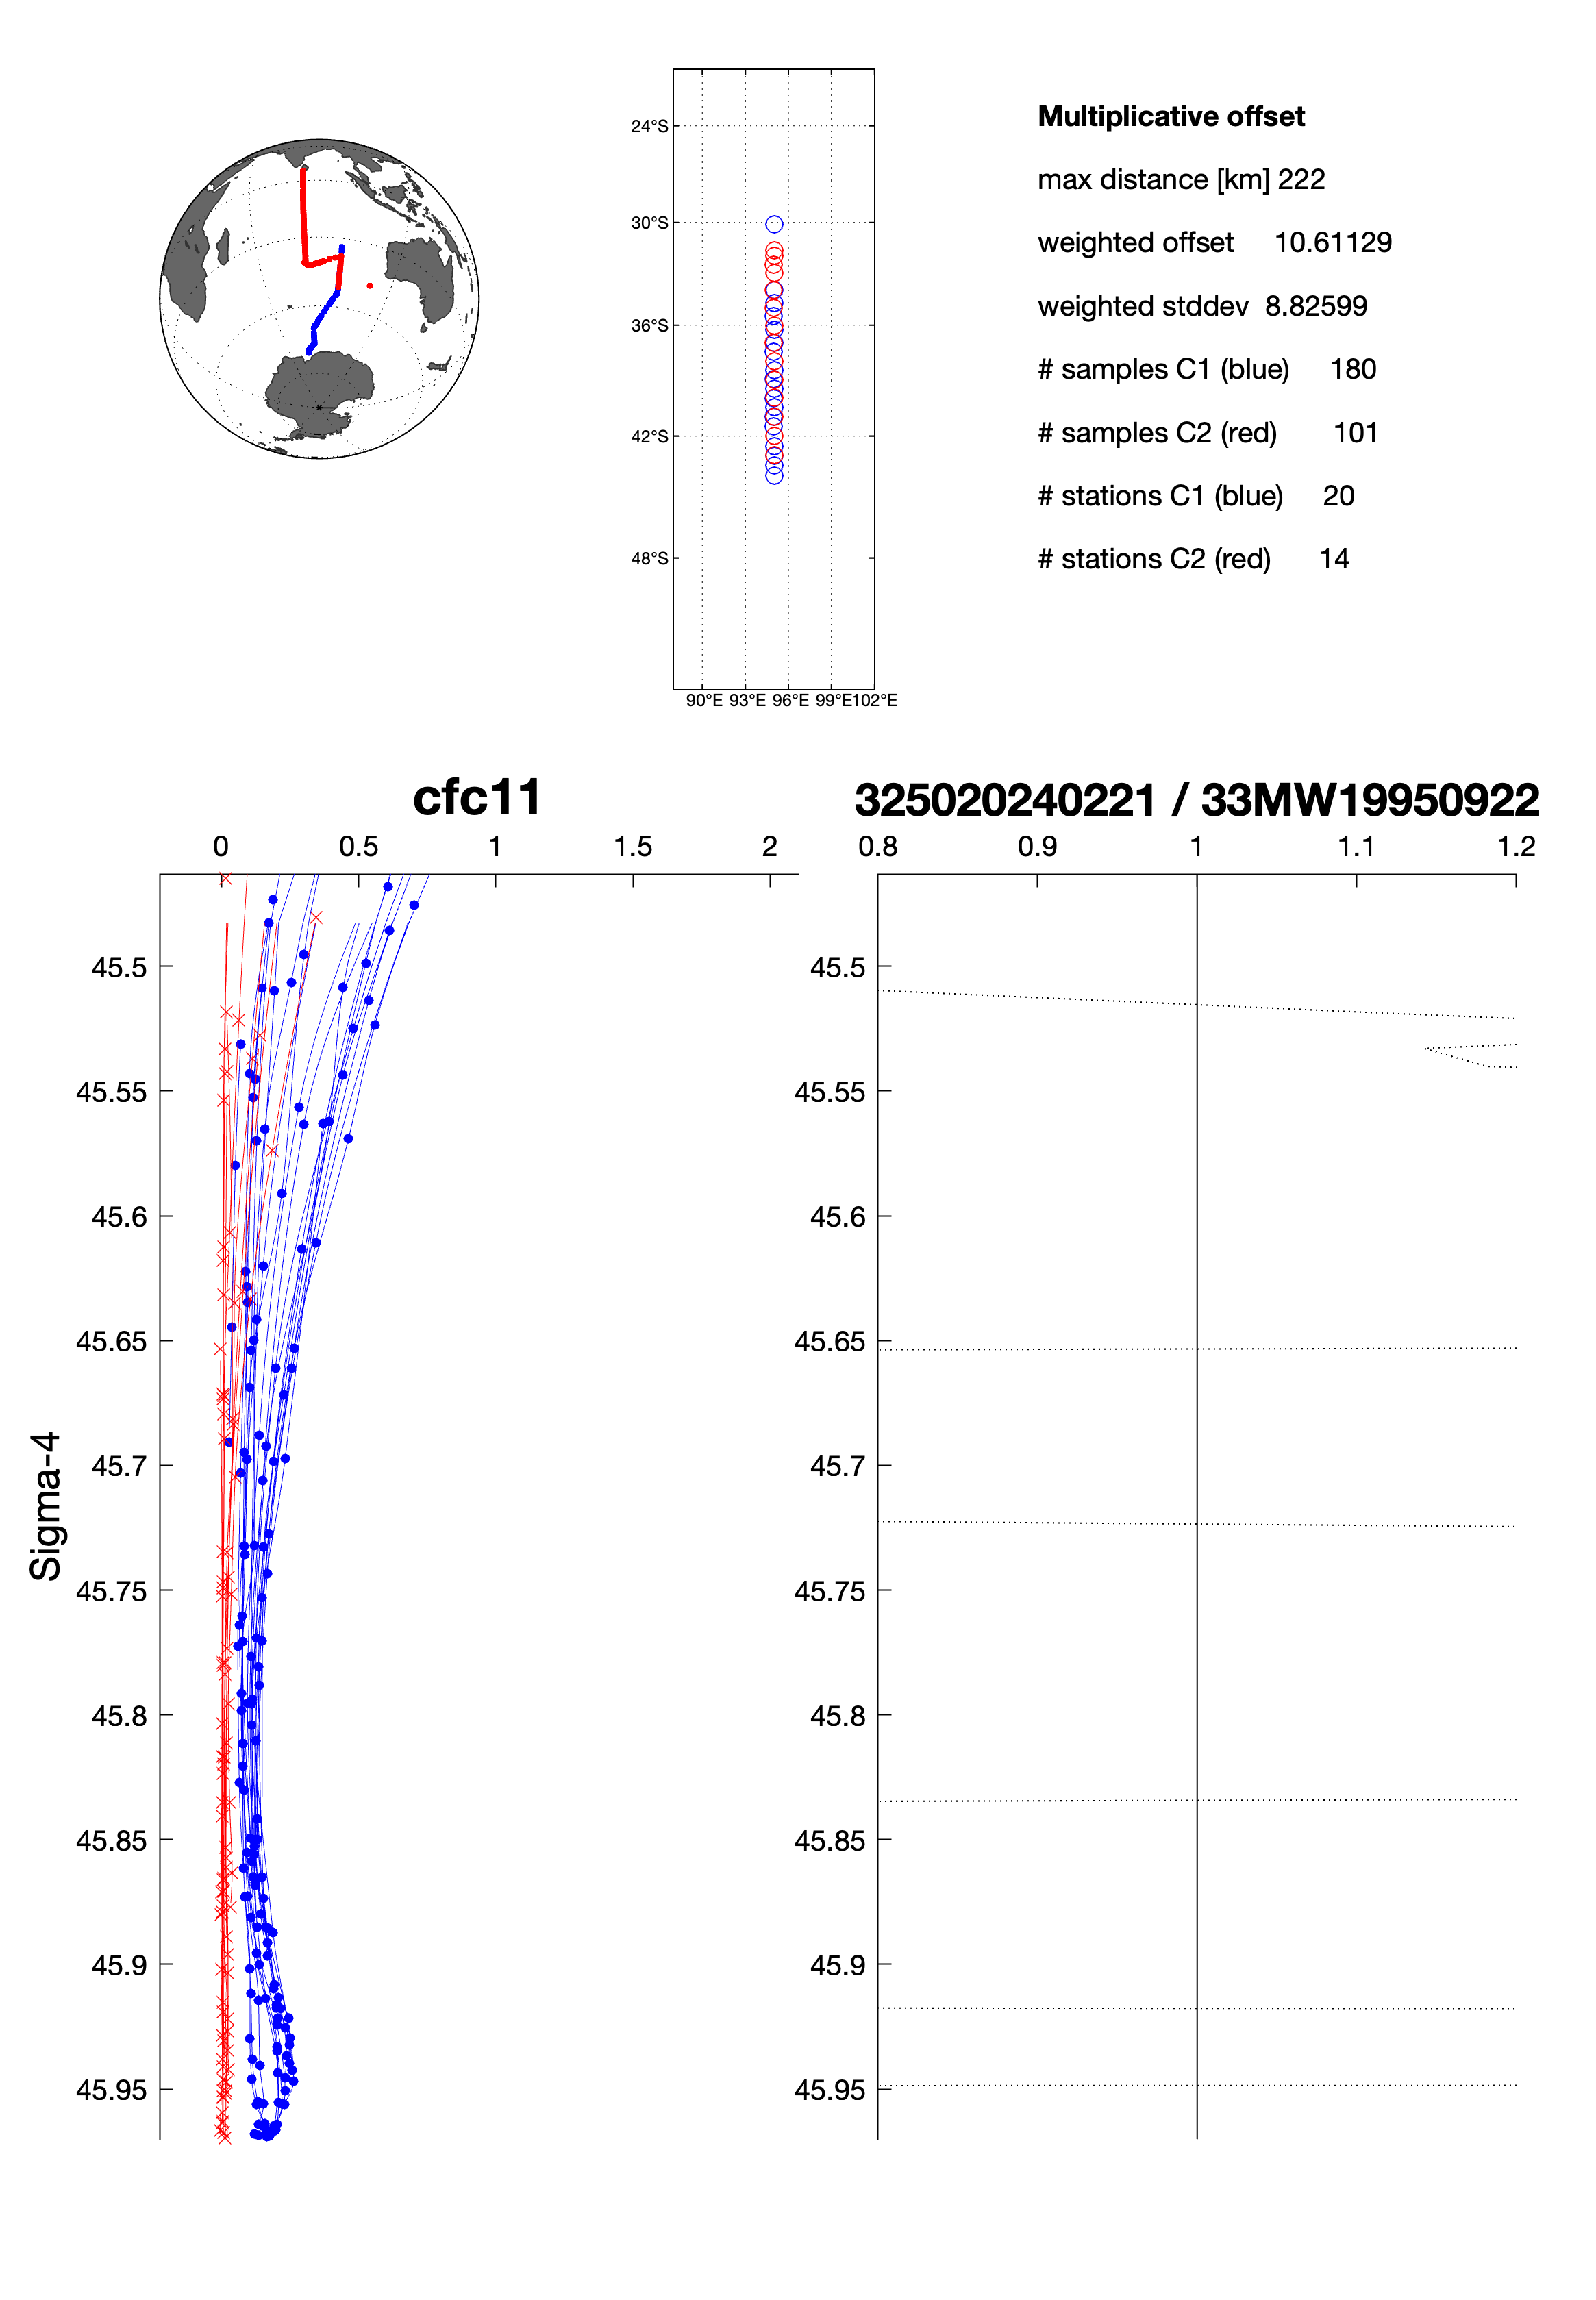 24°S
30°S
36°S
42°S
48°S
90°E 93°E 96°E 99°E 102°E
Multiplicative offset
max distance [km] 222
weighted offset 10.61129
weighted stddev 8.82599
# samples C1 (blue) 180
# samples C2 (red) 101
# stations C1 (blue) 20
# stations C2 (red) 14
cfc11
0 0.5 1 1.5 2
45.5
45.55
45.6
45.65
45.7
45.75
45.8
45.85
45.9
45.95
Sigma-4
325020240221 / 33MW19950922
0.8 0.9 1 1.1 1.2
45.5
45.55
45.6
45.65
45.7
45.75
45.8
45.85
45.9
45.95